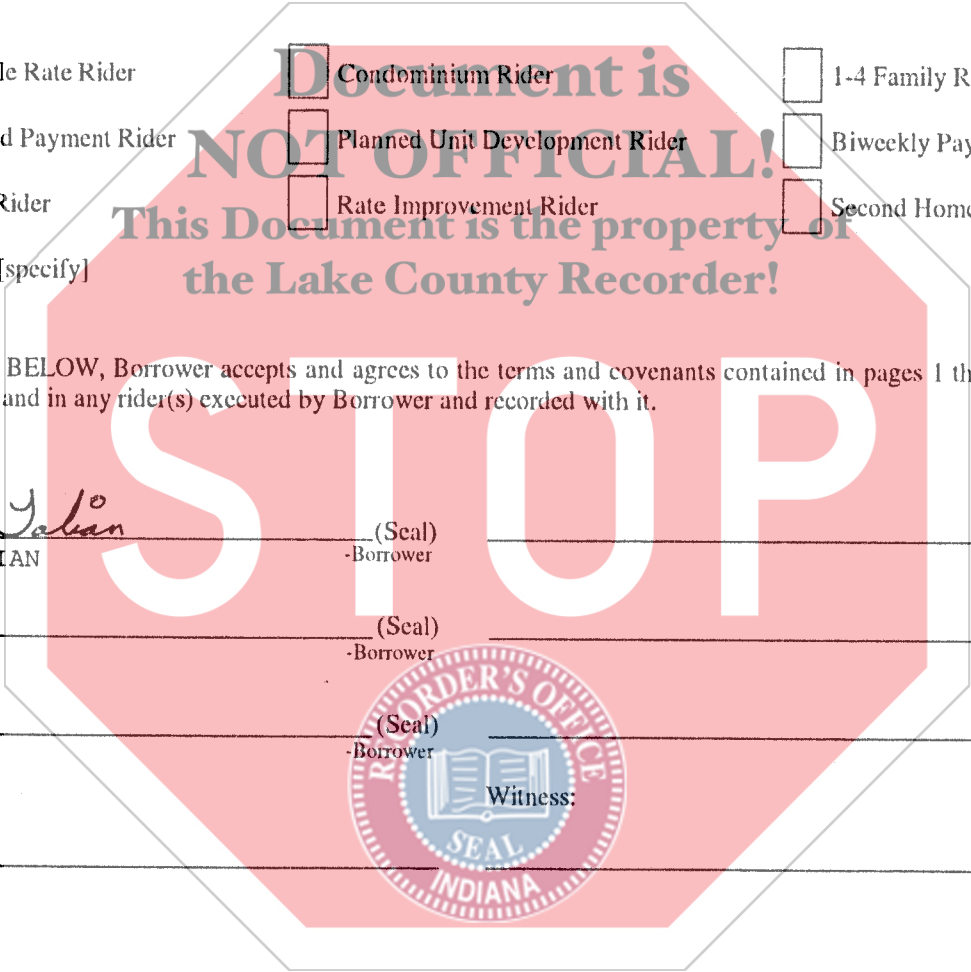 le Rate Rider Condominium Rider 1-4 Family R
d Payment Rider Planned Unit Development Rider Biweekly Pay
Rider Rate Improvement Rider Second Home
[specify]
Document is
NOT OFFICIAL!
This Document is the property of
the Lake County Recorder!
BELOW, Borrower accepts and agrees to the terms and covenants contained in pages 1 th
and in any rider(s) executed by Borrower and recorded with it.
STOP
(Seal)
IAN -Borrower
(Seal)
-Borrower
(Seal)
-Borrower
Witness:
RECORDER'S OFFICE
SEAL
INDIANA